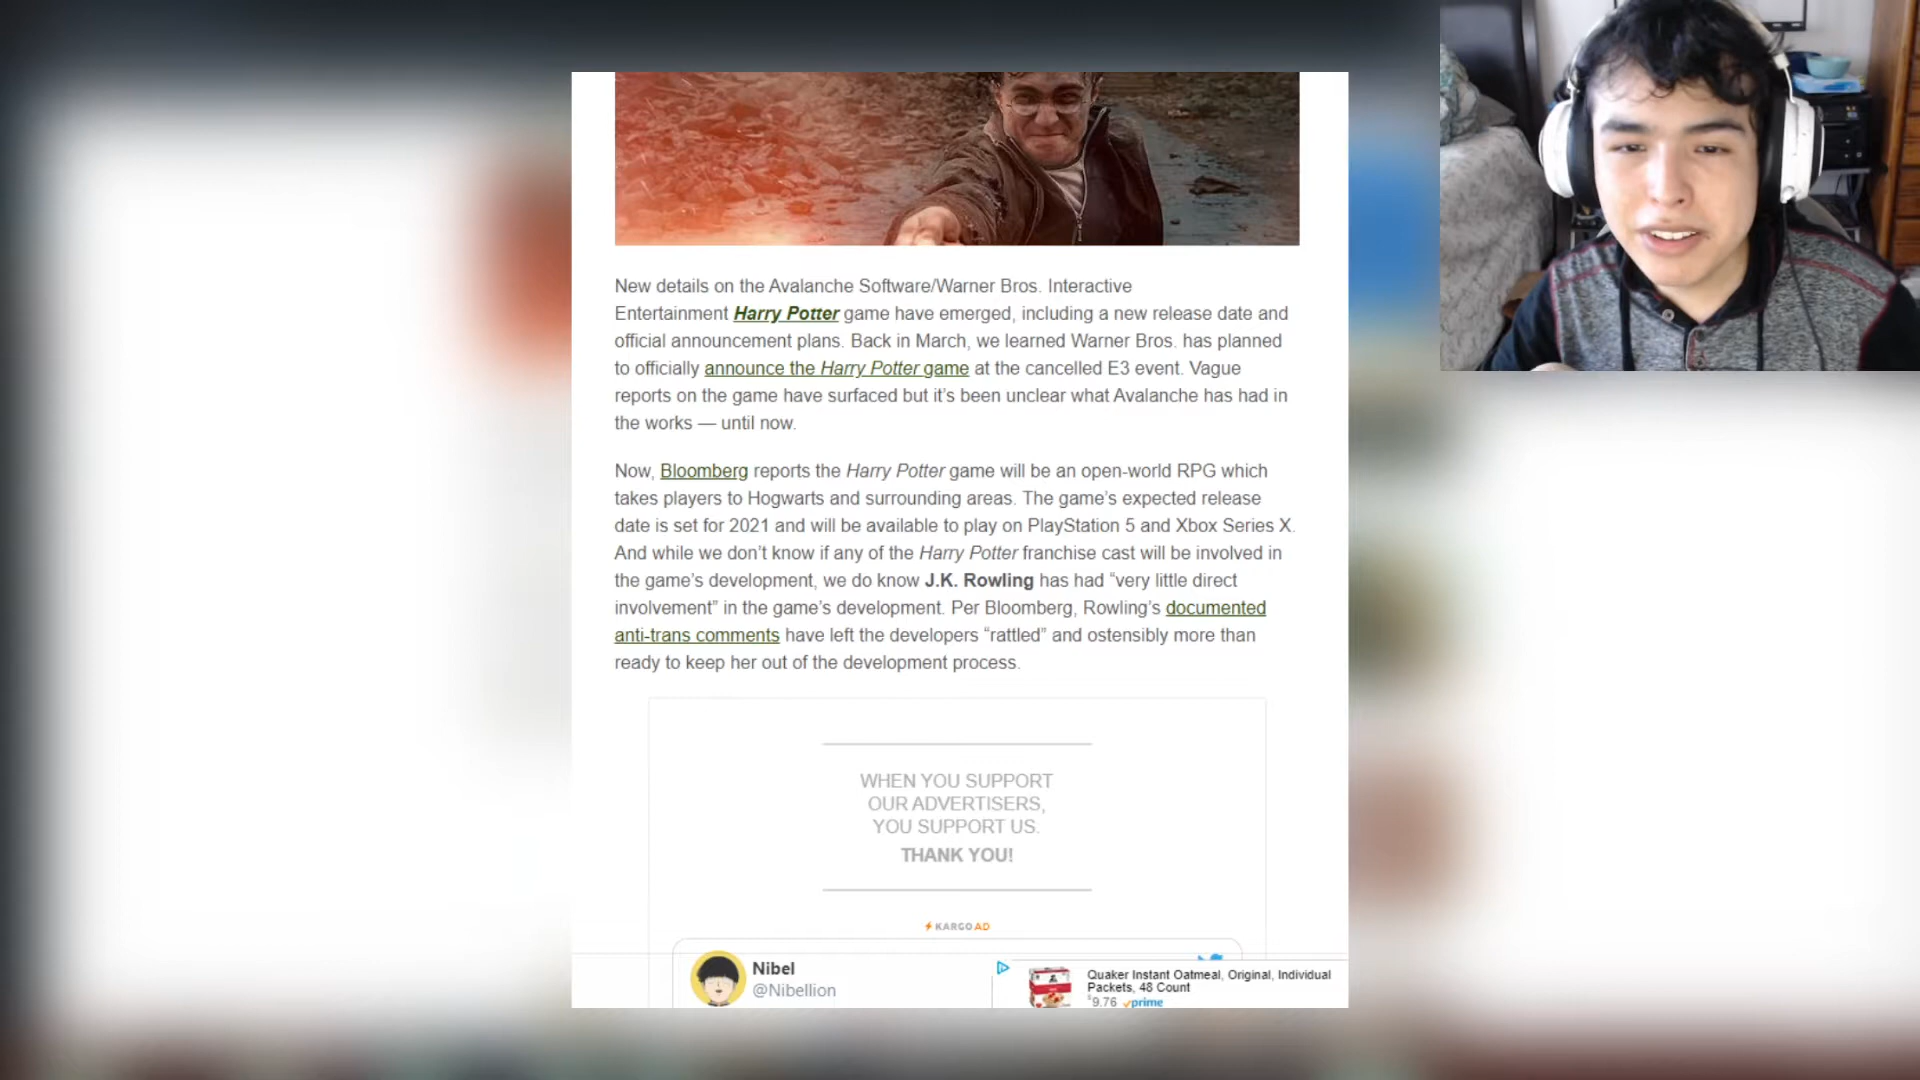 New details on the Avalanche Software/Warner Bros. Interactive
Entertainment Harry Potter game have emerged, including a new release date and
official announcement plans. Back in March, we learned Warner Bros. has planned
to officially announce the Harry Potter game at the cancelled E3 event. Vague
reports on the game have surfaced but it's been unclear what Avalanche has had in
the works — until now.
Now, Bloomberg reports the Harry Potter game will be an open-world RPG which
takes players to Hogwarts and surrounding areas. The game's expected release
date is set for 2021 and will be available to play on PlayStation 5 and Xbox Series X.
And while we don't know if any of the Harry Potter franchise cast will be involved in
the game's development, we do know J.K. Rowling has had “very little direct
involvement” in the game's development. Per Bloomberg, Rowling's documented
anti-trans comments have left the developers “rattled” and ostensibly more than
ready to keep her out of the development process.
WHEN YOU SUPPORT
OUR ADVERTISERS,
YOU SUPPORT US.
THANK YOU!
KARGO AD
Nibel
@Nibellion
Quaker Instant Oatmeal, Original, Individual
Packets, 48 Count
$9.76 prime